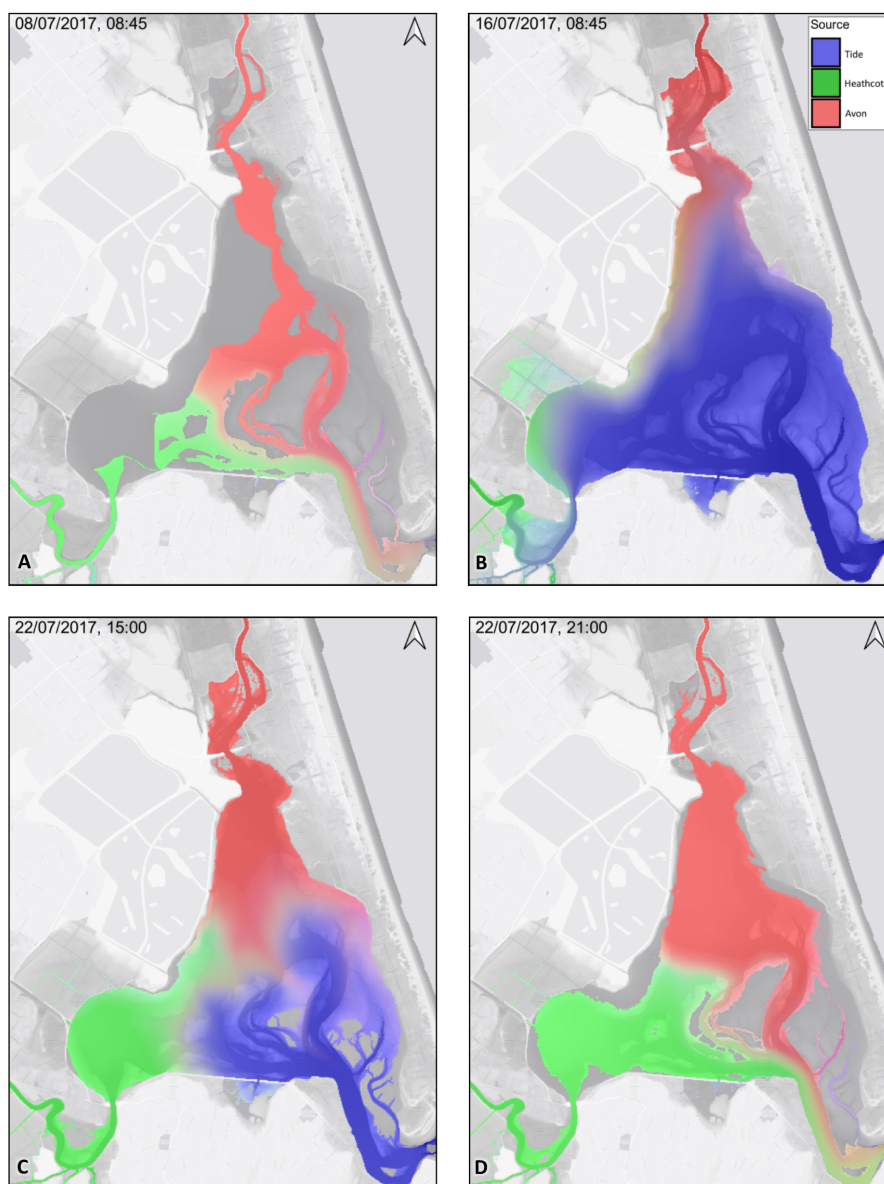 08/07/2017, 08:45
16/07/2017, 08:45
Source
Tide
Heathcot
Avon
A
B
22/07/2017, 15:00
22/07/2017, 21:00
C
D